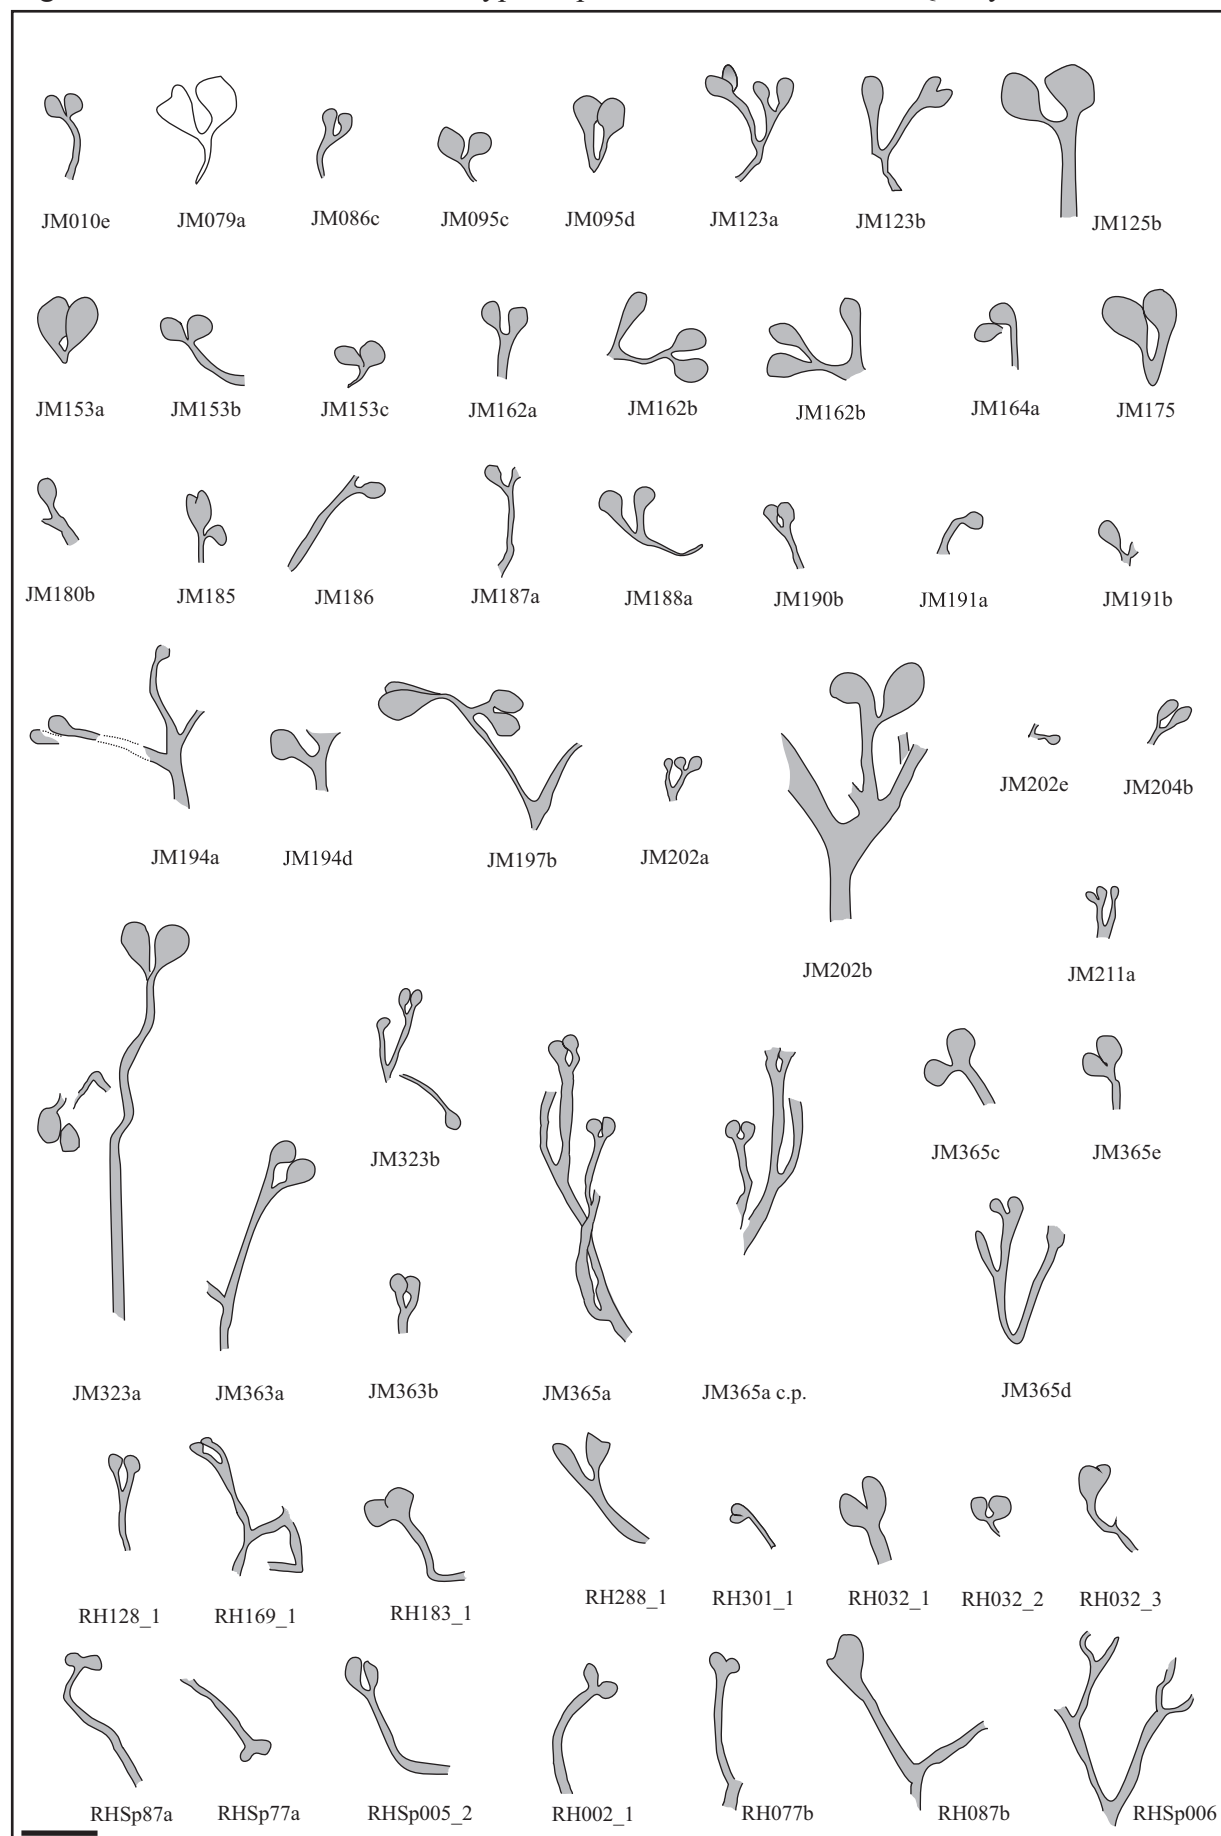 JM010e JM079a JM086c JM095c JM095d JM123a JM123b JM125b
JM153a JM153b JM153c JM162a JM162b JM162b JM164a JM175
JM180b JM185 JM186 JM187a JM188a JM190b JM191a JM191b
JM202e JM204b
JM194a JM194d JM197b JM202a
JM202b JM211a
JM323b JM365c JM365e
JM323a JM363a JM363b JM365a JM365a c.p. JM365d
RH128_1 RH169_1 RH183_1 RH288_1 RH301_1 RH032_1 RH032_2 RH032_3
RHSp87a RHSp77a RHSp005_2 RH002_1 RH077b RH087b RHSp006